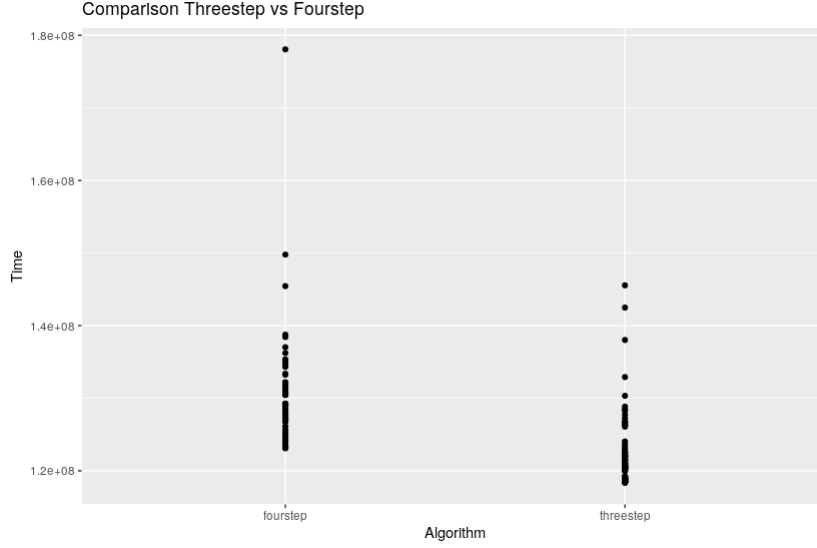 Comparison Threestep vs Fourstep
1.8e+08
1.6e+08
1.4e+08
1.2e+08
Time
fourstep threestep
Algorithm